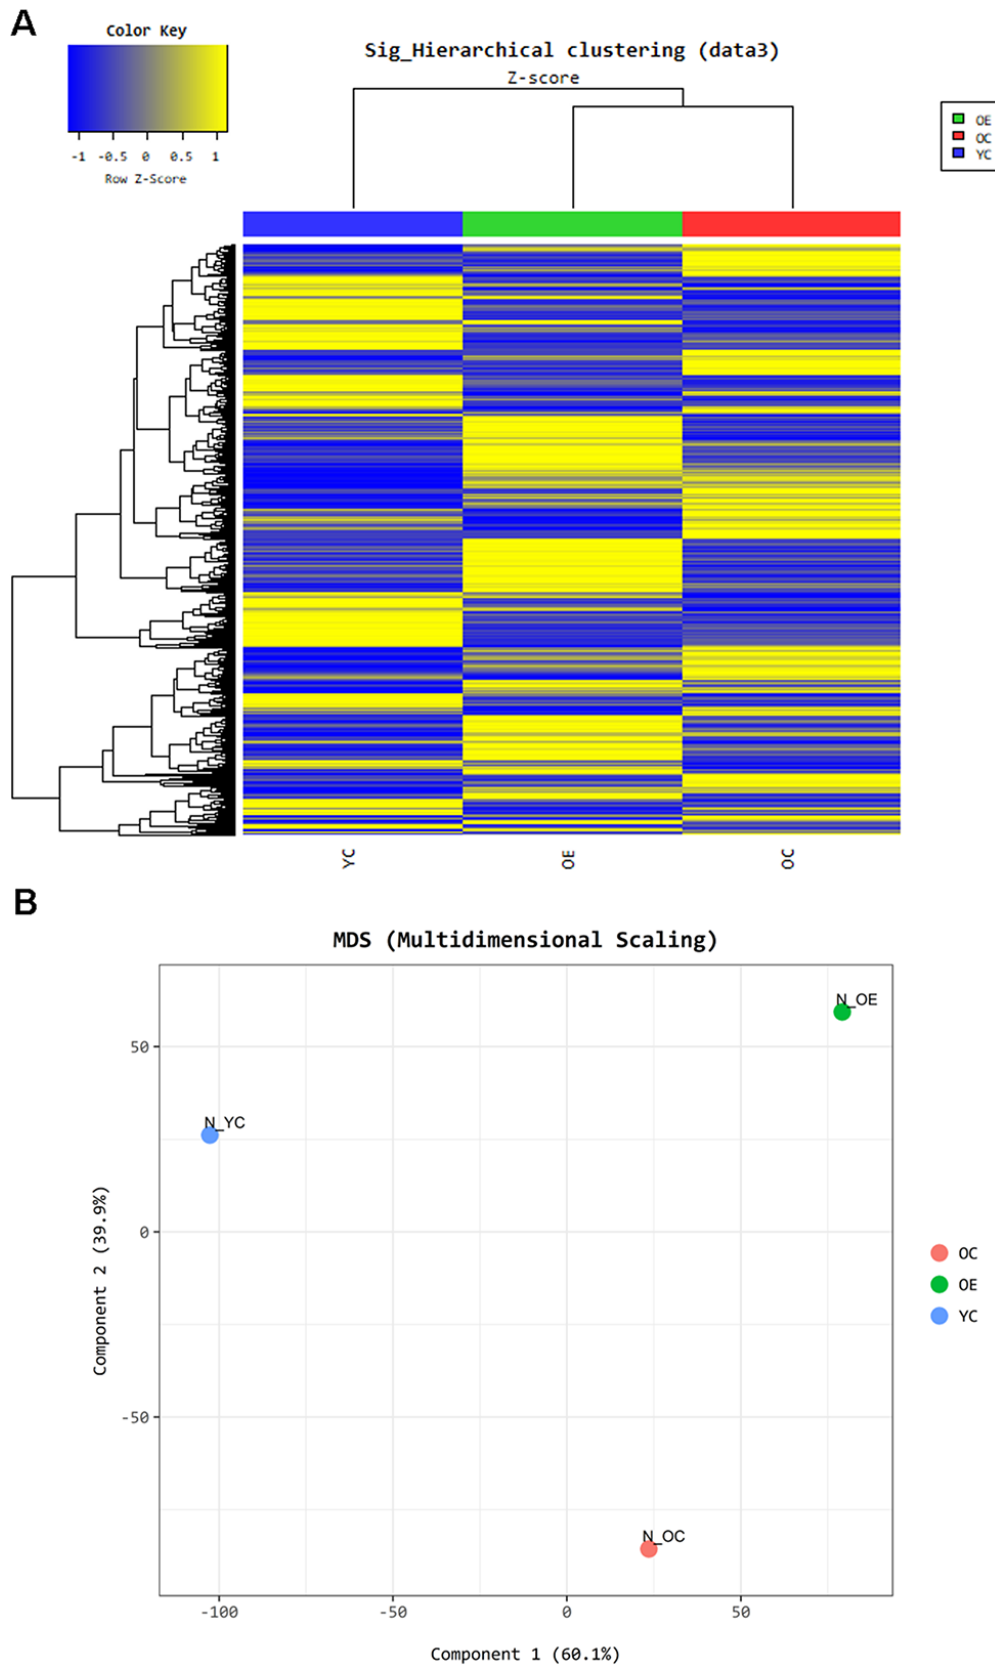 A
Color Key
-1 -0.5 0 0.5 1
Row Z-Score
Sig_Hierarchical clustering (data3)
Z-score
OE
OC
YC
YC OE OC
B
MDS (Multidimensional Scaling)
N_OE
50
N_YC
0
-50
N_OC
Component 2 (39.9%)
OC
OE
YC
-100 -50 0 50
Component 1 (60.1%)